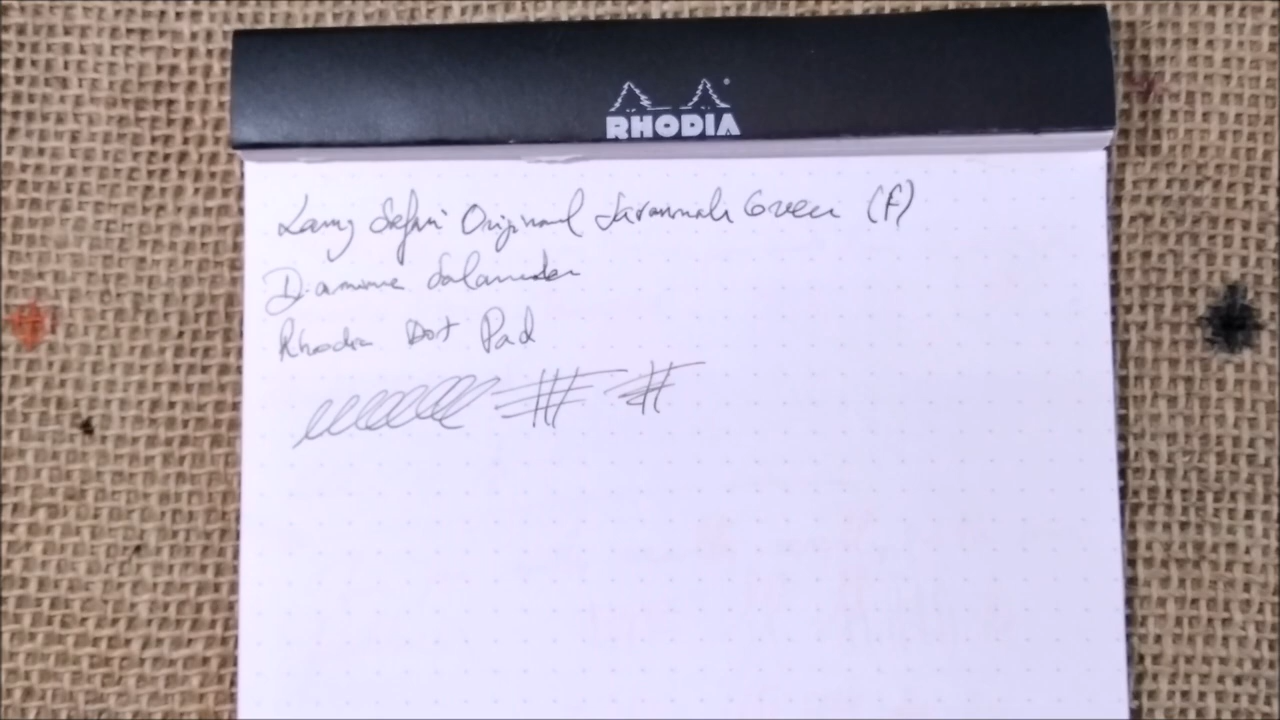 RHODIA
Lamy Safari Original Savannah Green (F)
Diamine Salamander
Rhodia Dot Pad